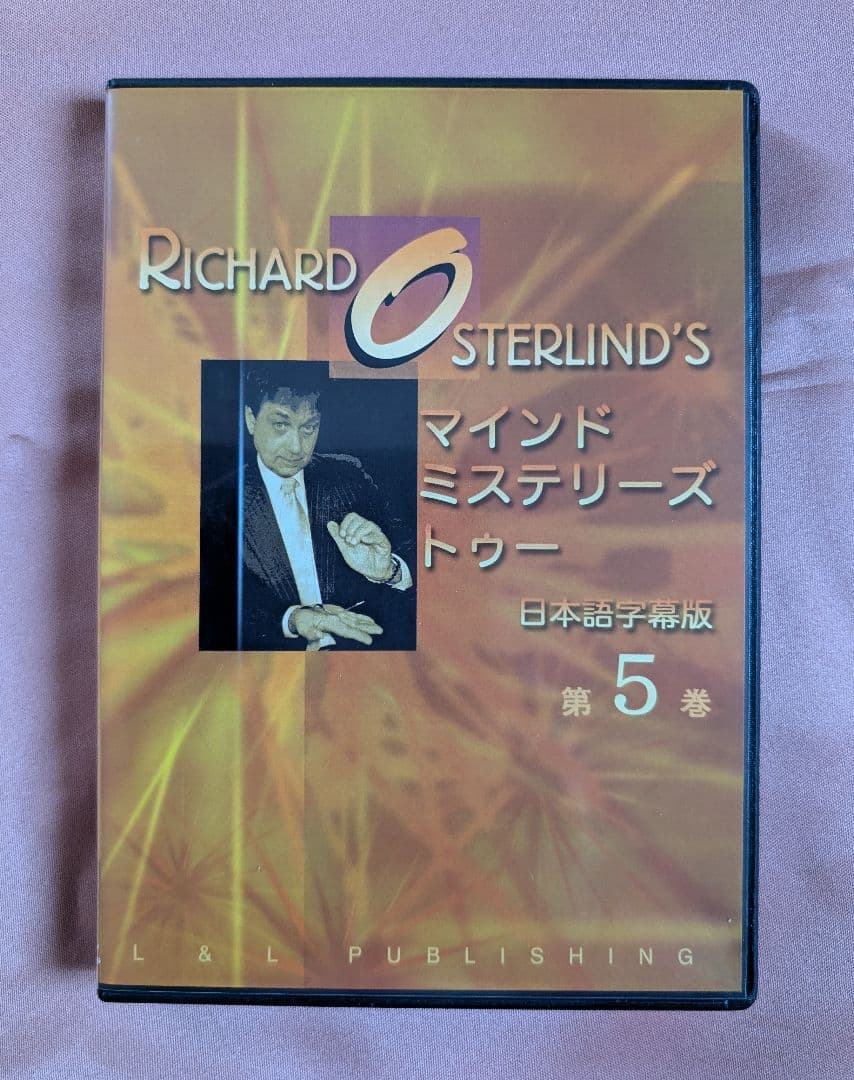 RICHARD
OSTERLIND'S
マインド
ミステリーズ
トゥー
日本語字幕版
第 5 巻
L & L PUBLISHING